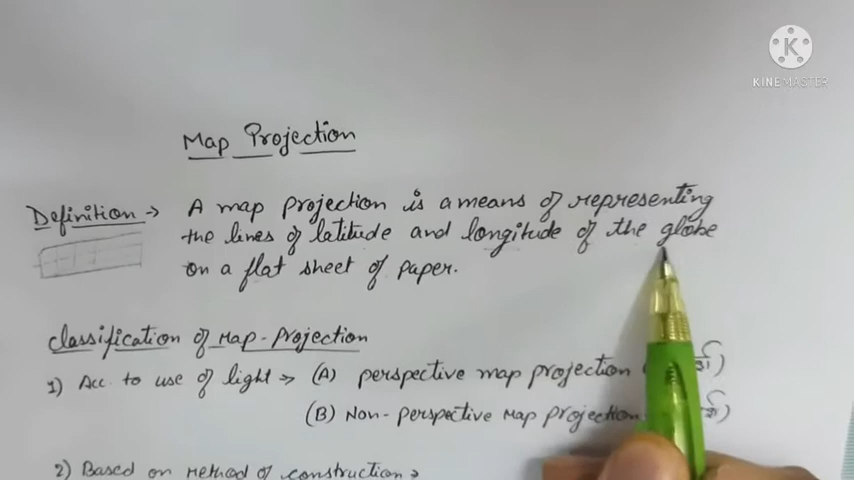 K
KINEMASTER
Map Projection
Definition → A map projection is a means of representing
the lines of latitude and longitude of the globe
on a flat sheet of paper.
Classification of Map-Projection
1) Acc. to use of light → (A) perspective map projection
(B) Non-perspective Map projection
2) Based on method of construction →